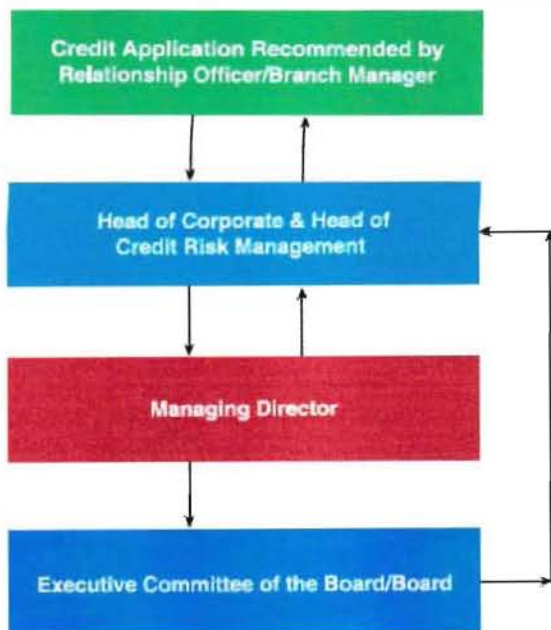 Credit Application Recommended by
Relationship Officer/Branch Manager
Head of Corporate & Head of
Credit Risk Management
Managing Director
Executive Committee of the Board/Board